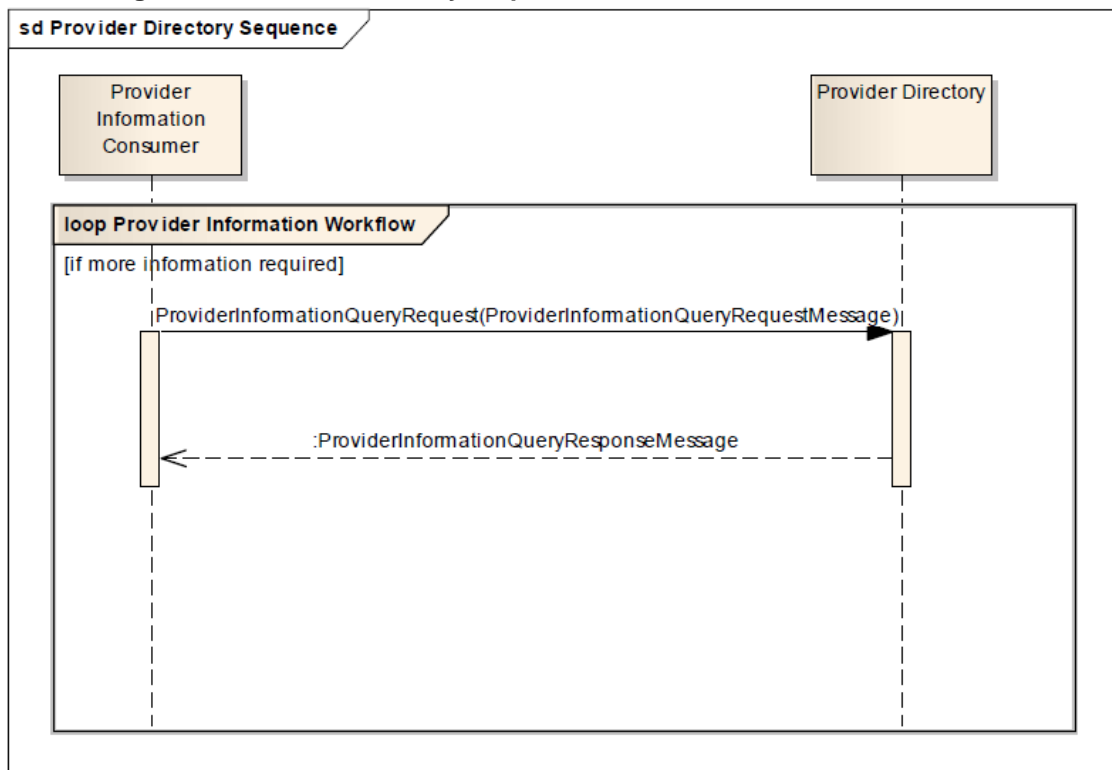 sd Provider Directory Sequence
Provider
Information
Consumer
Provider Directory
loop Provider Information Workflow
[if more information required]
ProviderInformationQueryRequest(ProviderInformationQueryRequestMessage)
:ProviderInformationQueryResponseMessage